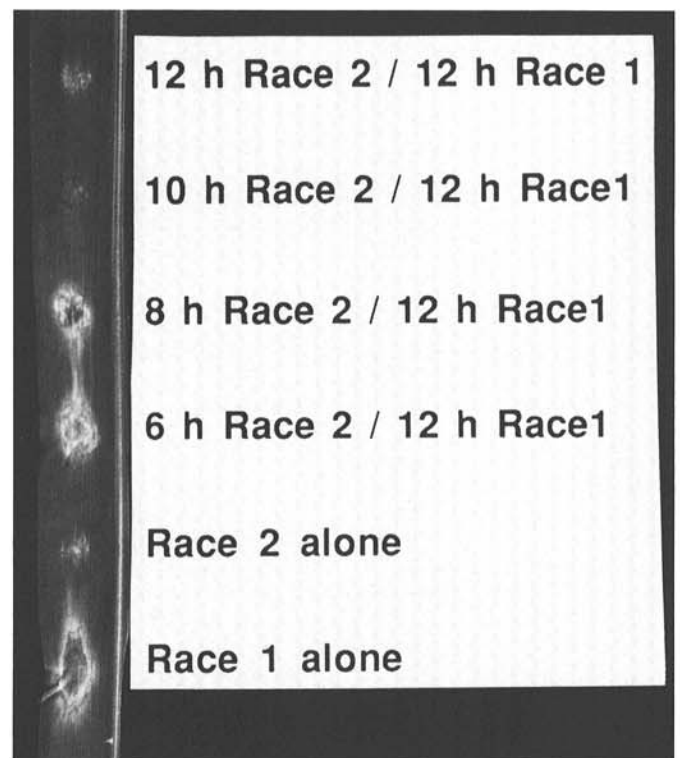 12 h Race 2 / 12 h Race 1
10 h Race 2 / 12 h Race1
8 h Race 2 / 12 h Race1
6 h Race 2 / 12 h Race1
Race 2 alone
Race 1 alone